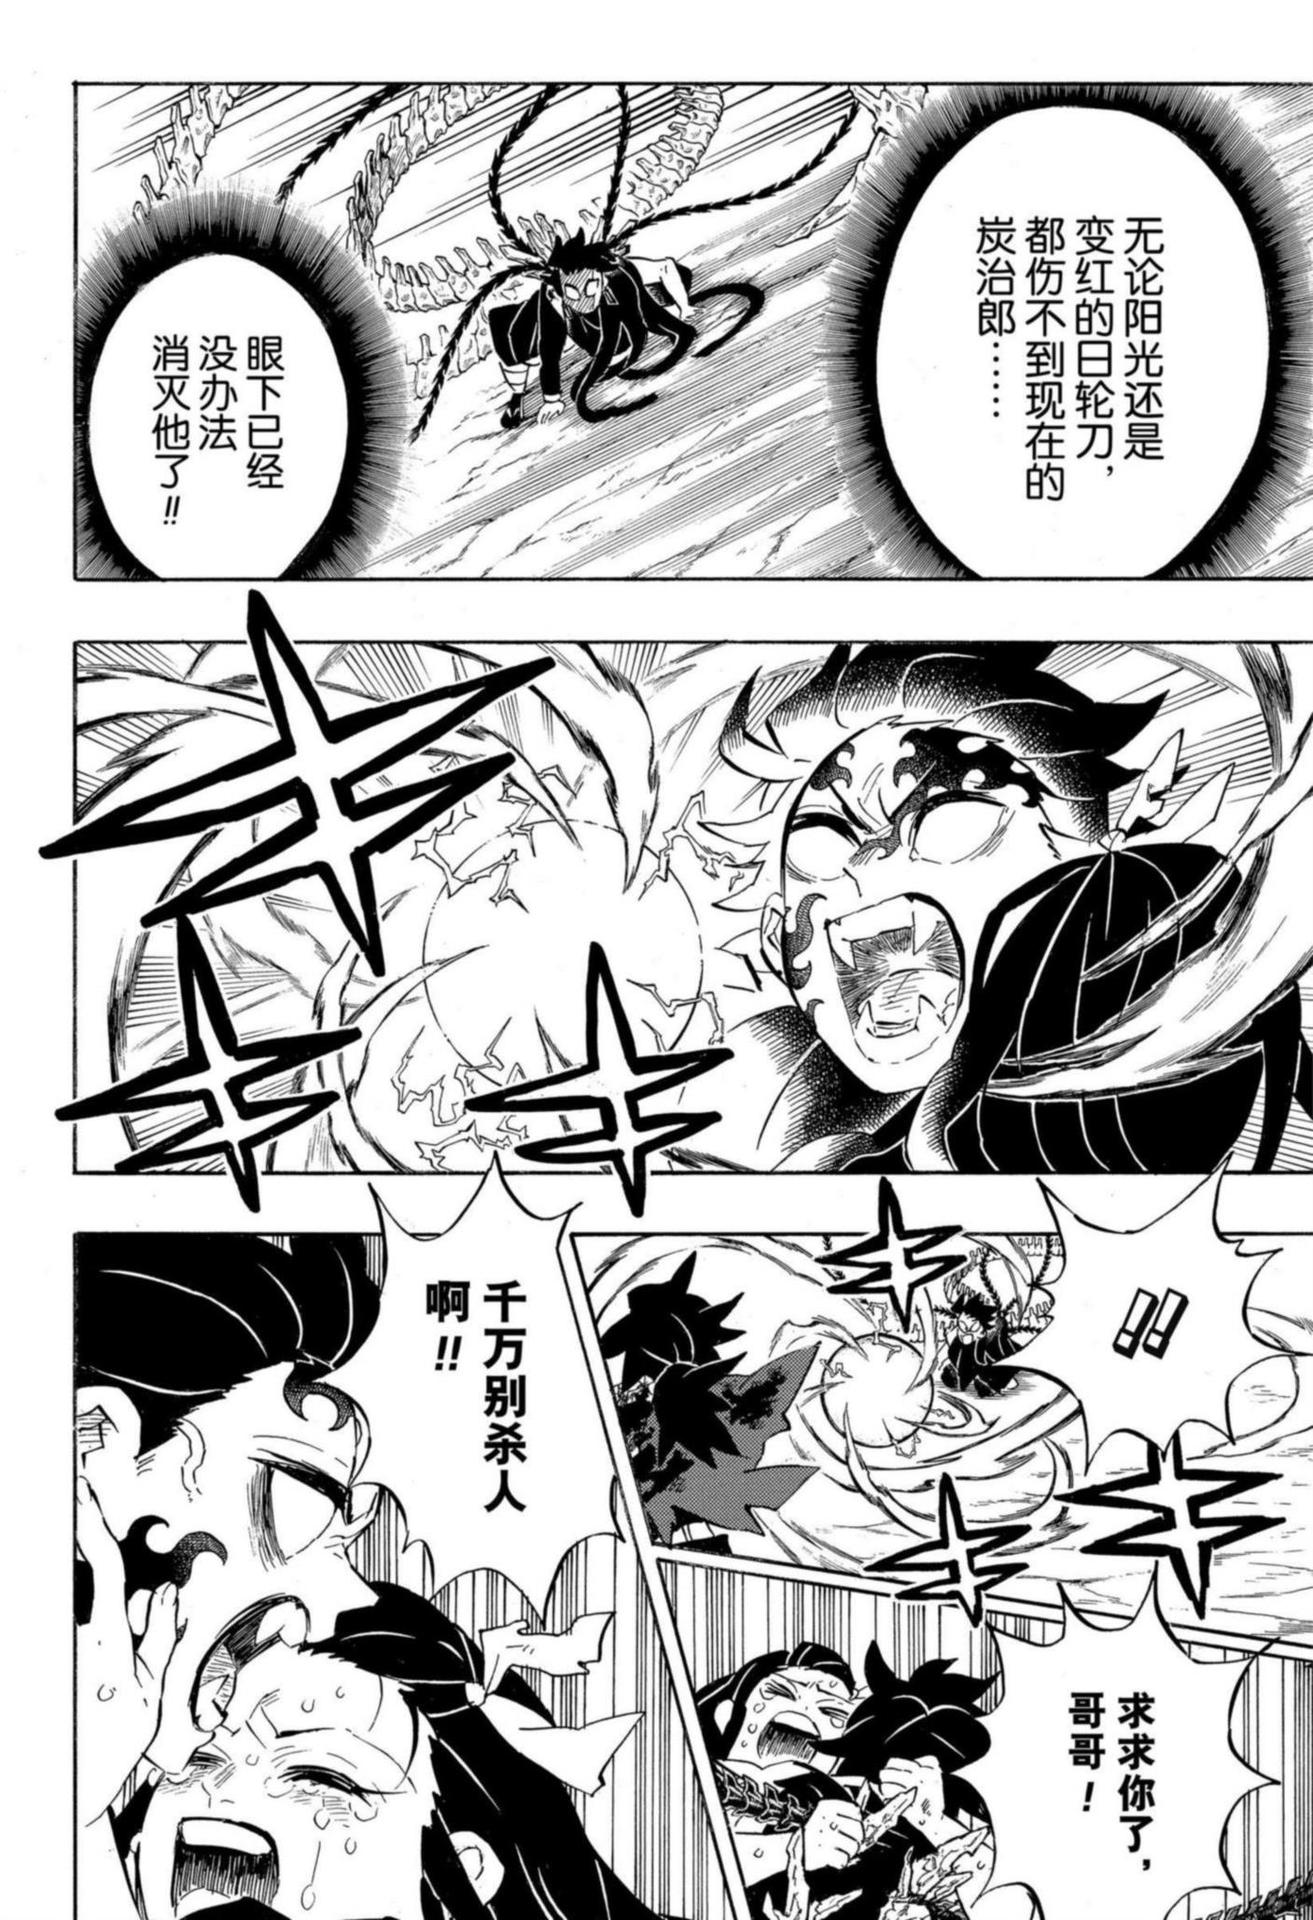 无论阳光还是
变红的日轮刀，
都伤不到现在的
炭治郎……
眼下已经
没办法
消灭他了!!
!!
求求你了，
哥哥！
千万别杀人
啊!!